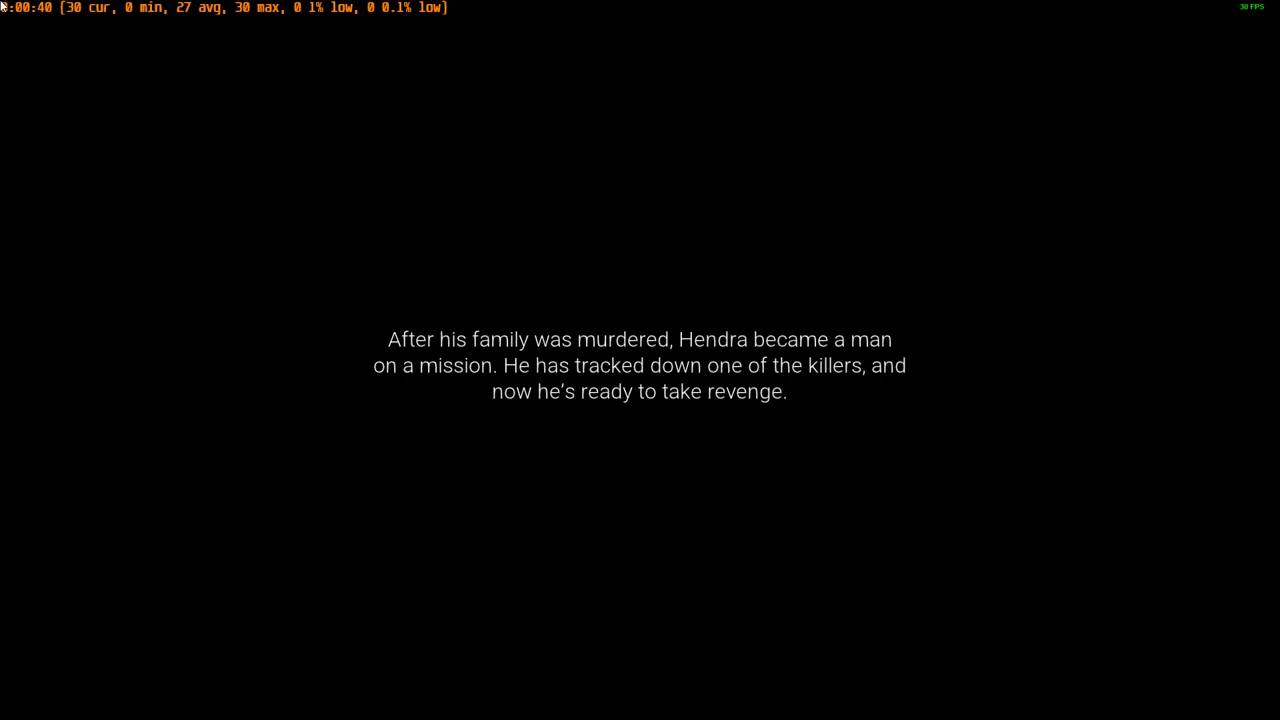 :00:40 [30 cur, 0 min, 27 avg, 30 max, 0 1% low, 0 0.1% low]
30 FPS
After his family was murdered, Hendra became a man
on a mission. He has tracked down one of the killers, and
now he’s ready to take revenge.